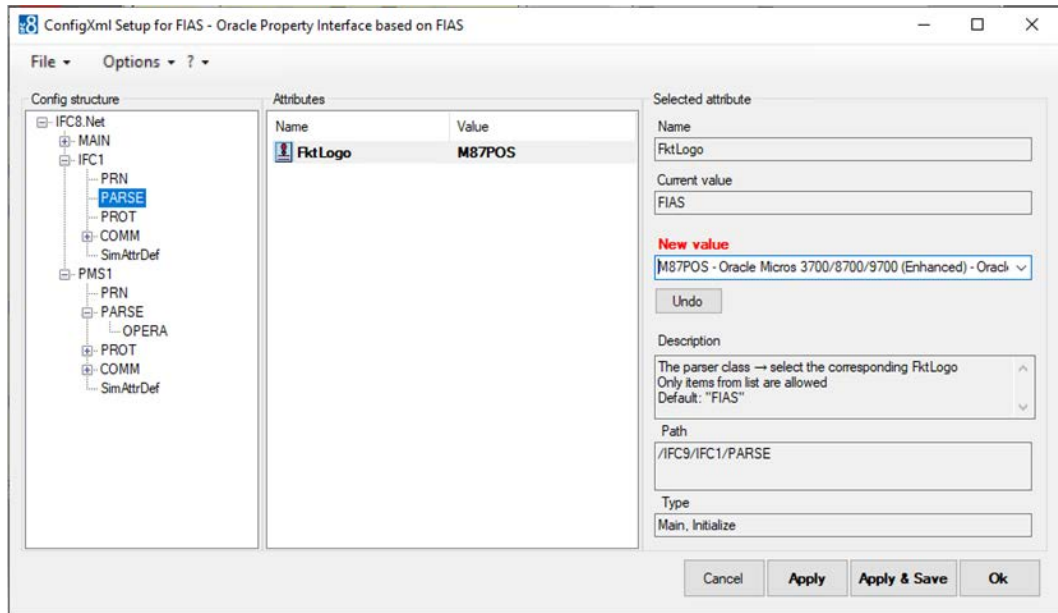 ConfigXml Setup for FIAS - Oracle Property Interface based on FIAS
File Options ?
Config structure
IFC8.Net
MAIN
IFC1
PRN
PARSE
PROT
COMM
SimAttrDef
PMS1
PRN
PARSE
OPERA
PROT
COMM
SimAttrDef
Attributes
Name Value
FktLogo M87POS
Selected attribute
Name
FktLogo
Current value
FIAS
New value
M87POS - Oracle Micros 3700/8700/9700 (Enhanced) - Oracl
Undo
Description
The parser class → select the corresponding FktLogo
Only items from list are allowed
Default: "FIAS"
Path
/IFC9/IFC1/PARSE
Type
Main, Initialize
Cancel Apply Apply & Save Ok